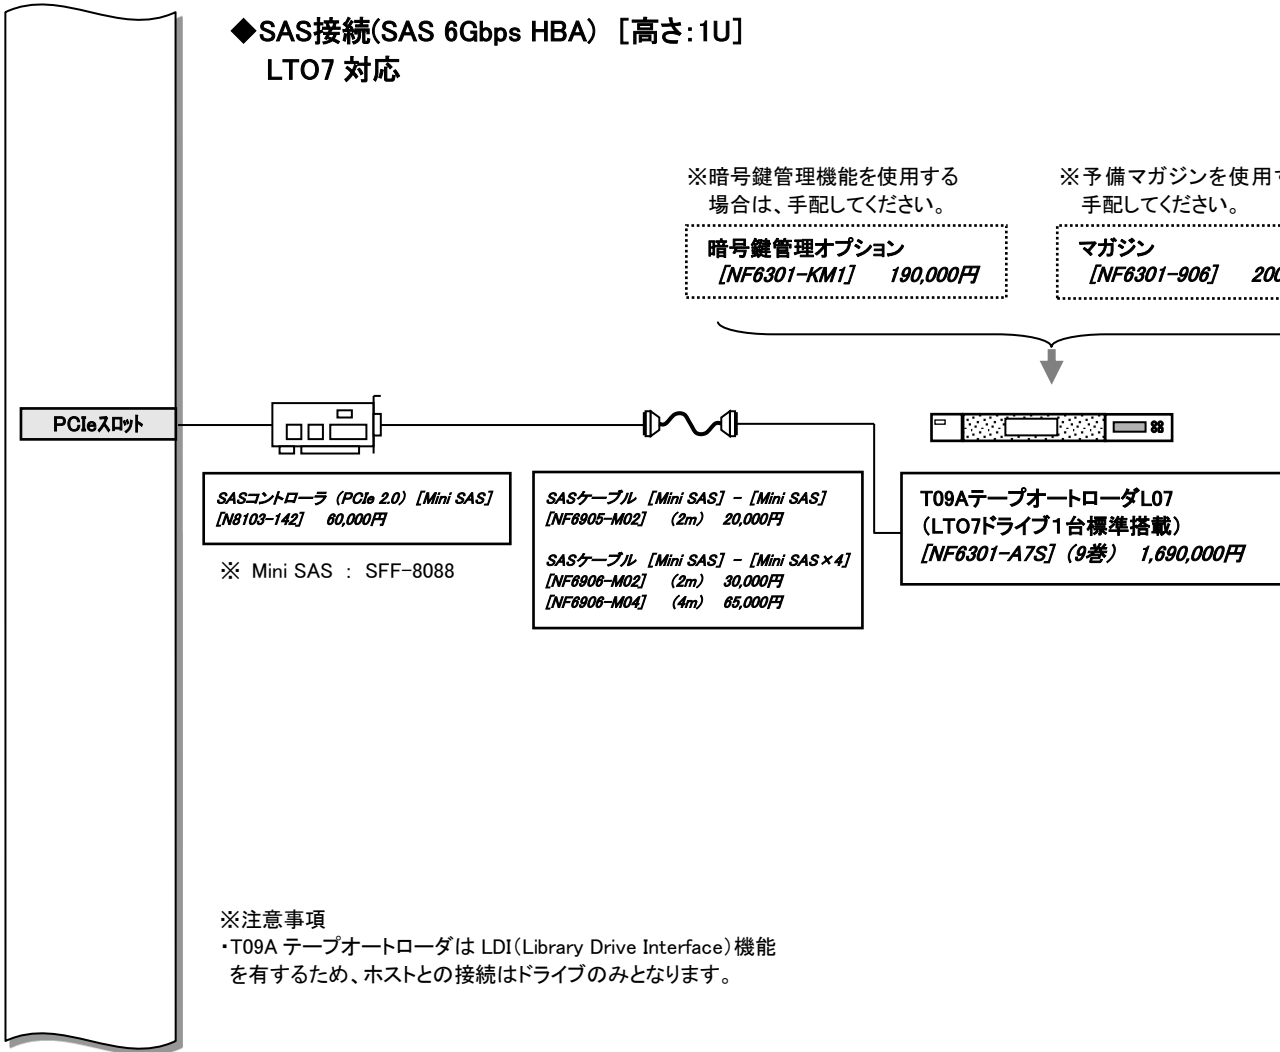 ◆SAS接続(SAS 6Gbps HBA) [高さ:1U]
LTO7 対応
※暗号鍵管理機能を使用する
場合は、手配してください。
暗号鍵管理オプション
[NF6301-KM1] 190,000円
※予備マガジンを使用
手配してください。
マガジン
[NF6301-906] 200
PCIeスロット
SASコントローラ (PCIe 2.0) [Mini SAS]
[N8103-142] 60,000円
※ Mini SAS : SFF-8088
SASケーブル [Mini SAS] - [Mini SAS]
[NF6905-M02] (2m) 20,000円
SASケーブル [Mini SAS] - [Mini SAS×4]
[NF6906-M02] (2m) 30,000円
[NF6906-M04] (4m) 65,000円
T09AテープオートローダL07
(LTO7ドライブ1台標準搭載)
[NF6301-A7S] (9巻) 1,690,000円
※注意事項
・T09A テープオートローダは LDI(Library Drive Interface)機能
を有するため、ホストとの接続はドライブのみとなります。